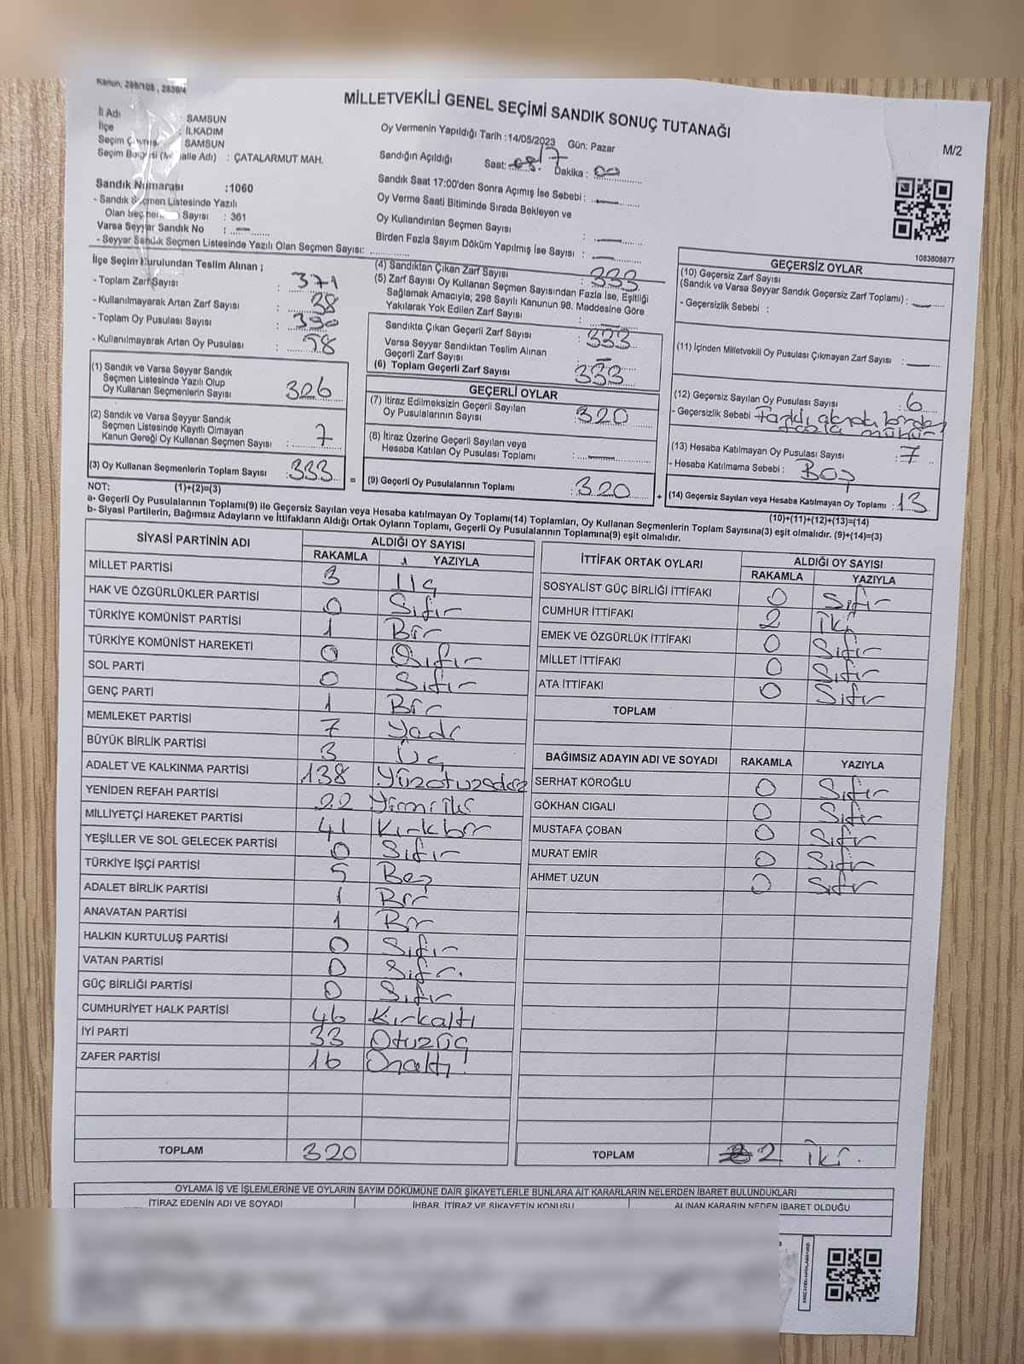 Kanun, 298/105 , 2839/4
MİLLETVEKİLİ GENEL SEÇİMİ SANDIK SONUÇ TUTANAĞI
M/2
İl Adı SAMSUN
İlçe İLKADIM
Seçim SAMSUN
Seçim alle Adı) : ÇATALARMUT MAH.
Oy Vermenin Yapıldığı Tarih :14/05/2023 Gün: Pazar
Sandığın Açıldığı Saat: 17 Dakika : 00
Sandık Saat 17:00'den Sonra Açımış İse Sebebi : —
Oy Verme Saati Bitiminde Sırada Bekleyen ve
Oy Kullandırılan Seçmen Sayısı : —
Birden Fazla Sayım Döküm Yapılmış İse Sayısı : —
Sandık Numarası :1060
- Sandık Seçmen Listesinde Yazılı
Olan Seçmen Sayısı : 361
Varsa Seyyar Sandık No : —
- Seyyar Sandık Seçmen Listesinde Yazılı Olan Seçmen Sayısı:
1083808877
İlçe Seçim Kurulundan Teslim Alınan ;
- Toplam Zarf Sayısı : 371
- Kullanılmayarak Artan Zarf Sayısı : 38
- Toplam Oy Pusulası Sayısı : 390
- Kullanılmayarak Artan Oy Pusulası : 58
(1) Sandık ve Varsa Seyyar Sandık
Seçmen Listesinde Yazılı Olup
Oy Kullanan Seçmenlerin Sayısı : 326
(2) Sandık ve Varsa Seyyar Sandık
Seçmen Listesinde Kayıtlı Olmayan
Kanun Gereği Oy Kullanan Seçmen Sayısı : 7
(3) Oy Kullanan Seçmenlerin Toplam Sayısı : 333
(4) Sandıktan Çıkan Zarf Sayısı : 333
(5) Zarf Sayısı Oy Kullanan Seçmen Sayısından Fazla İse, Eşitliği
Sağlamak Amacıyla; 298 Sayılı Kanunun 98. Maddesine Göre
Yakılarak Yok Edilen Zarf Sayısı : —
Sandıkta Çıkan Geçerli Zarf Sayısı : 333
Varsa Seyyar Sandıktan Teslim Alınan
Geçerli Zarf Sayısı : —
(6) Toplam Geçerli Zarf Sayısı : 333
GEÇERLİ OYLAR
(7) İtiraz Edilmeksizin Geçerli Sayılan
Oy Pusulalarının Sayısı : 320
(8) İtiraz Üzerine Geçerli Sayılan veya
Hesaba Katılan Oy Pusulası Toplamı : —
= (9) Geçerli Oy Pusulalarının Toplamı : 320
GEÇERSİZ OYLAR
(10) Geçersiz Zarf Sayısı
(Sandık ve Varsa Seyyar Sandık Geçersiz Zarf Toplamı) : —
- Geçersizlik Sebebi :
(11) İçinden Milletvekili Oy Pusulası Çıkmayan Zarf Sayısı : —
(12) Geçersiz Sayılan Oy Pusulası Sayısı : 6
- Geçersizlik Sebebi : birden
fazla mühür
(13) Hesaba Katılmayan Oy Pusulası Sayısı : 7
- Hesaba Katılmama Sebebi : Boş
+ (14) Geçersiz Sayılan veya Hesaba Katılmayan Oy Toplamı : 13
NOT: (1)+(2)=(3)
(10)+(11)+(12)+(13)=(14)
a- Geçerli Oy Pusulalarının Toplamı(9) ile Geçersiz Sayılan veya Hesaba katılmayan Oy Toplamı(14) Toplamları, Oy Kullanan Seçmenlerin Toplam Sayısına(3) eşit olmalıdır. (9)+(14)=(3)
b- Siyasi Partilerin, Bağımsız Adayların ve İttifakların Aldığı Ortak Oyların Toplamı, Geçerli Oy Pusulalarının Toplamına(9) eşit olmalıdır.
SİYASİ PARTİNİN ADI ALDIĞI OY SAYISI
RAKAMLA YAZIYLA
MİLLET PARTİSİ 3 Üç
HAK VE ÖZGÜRLÜKLER PARTİSİ 0 Sıfır
TÜRKİYE KOMÜNİST PARTİSİ 1 Bir
TÜRKİYE KOMÜNİST HAREKETİ 0 Sıfır
SOL PARTİ 0 Sıfır
GENÇ PARTİ 1 Bir
MEMLEKET PARTİSİ 7 Yedi
BÜYÜK BİRLİK PARTİSİ 3 Üç
ADALET VE KALKINMA PARTİSİ 138 Yüzotuzsekiz
YENİDEN REFAH PARTİSİ 22 Yirmiiki
MİLLİYETÇİ HAREKET PARTİSİ 41 Kırkbir
YEŞİLLER VE SOL GELECEK PARTİSİ 0 Sıfır
TÜRKİYE İŞÇİ PARTİSİ 5 Beş
ADALET BİRLİK PARTİSİ 1 Bir
ANAVATAN PARTİSİ 1 Bir
HALKIN KURTULUŞ PARTİSİ 0 Sıfır
VATAN PARTİSİ 0 Sıfır.
GÜÇ BİRLİĞİ PARTİSİ 0 Sıfır
CUMHURİYET HALK PARTİSİ 46 Kırkaltı
İYİ PARTİ 33 Otuzüç
ZAFER PARTİSİ 16 Onaltı
TOPLAM 320
İTTİFAK ORTAK OYLARI ALDIĞI OY SAYISI
RAKAMLA YAZIYLA
SOSYALİST GÜÇ BİRLİĞİ İTTİFAKI 0 Sıfır
CUMHUR İTTİFAKI 2 İki
EMEK VE ÖZGÜRLÜK İTTİFAKI 0 Sıfır
MİLLET İTTİFAKI 0 Sıfır
ATA İTTİFAKI 0 Sıfır
TOPLAM
BAĞIMSIZ ADAYIN ADI VE SOYADI RAKAMLA YAZIYLA
SERHAT KÖROĞLU 0 Sıfır
GÖKHAN CIGALI 0 Sıfır
MUSTAFA ÇOBAN 0 Sıfır
MURAT EMİR 0 Sıfır
AHMET UZUN 0 Sıfır
TOPLAM 2 İki.
OYLAMA İŞ VE İŞLEMLERİNE VE OYLARIN SAYIM DÖKÜMÜNE DAİR ŞİKAYETLERLE BUNLARA AİT KARARLARIN NELERDEN İBARET BULUNDUKLARI
İTİRAZ EDENİN ADI VE SOYADI İHBAR, İTİRAZ VE ŞİKAYETİN KONUSU ALINAN KARARIN NEDEN İBARET OLDUĞU